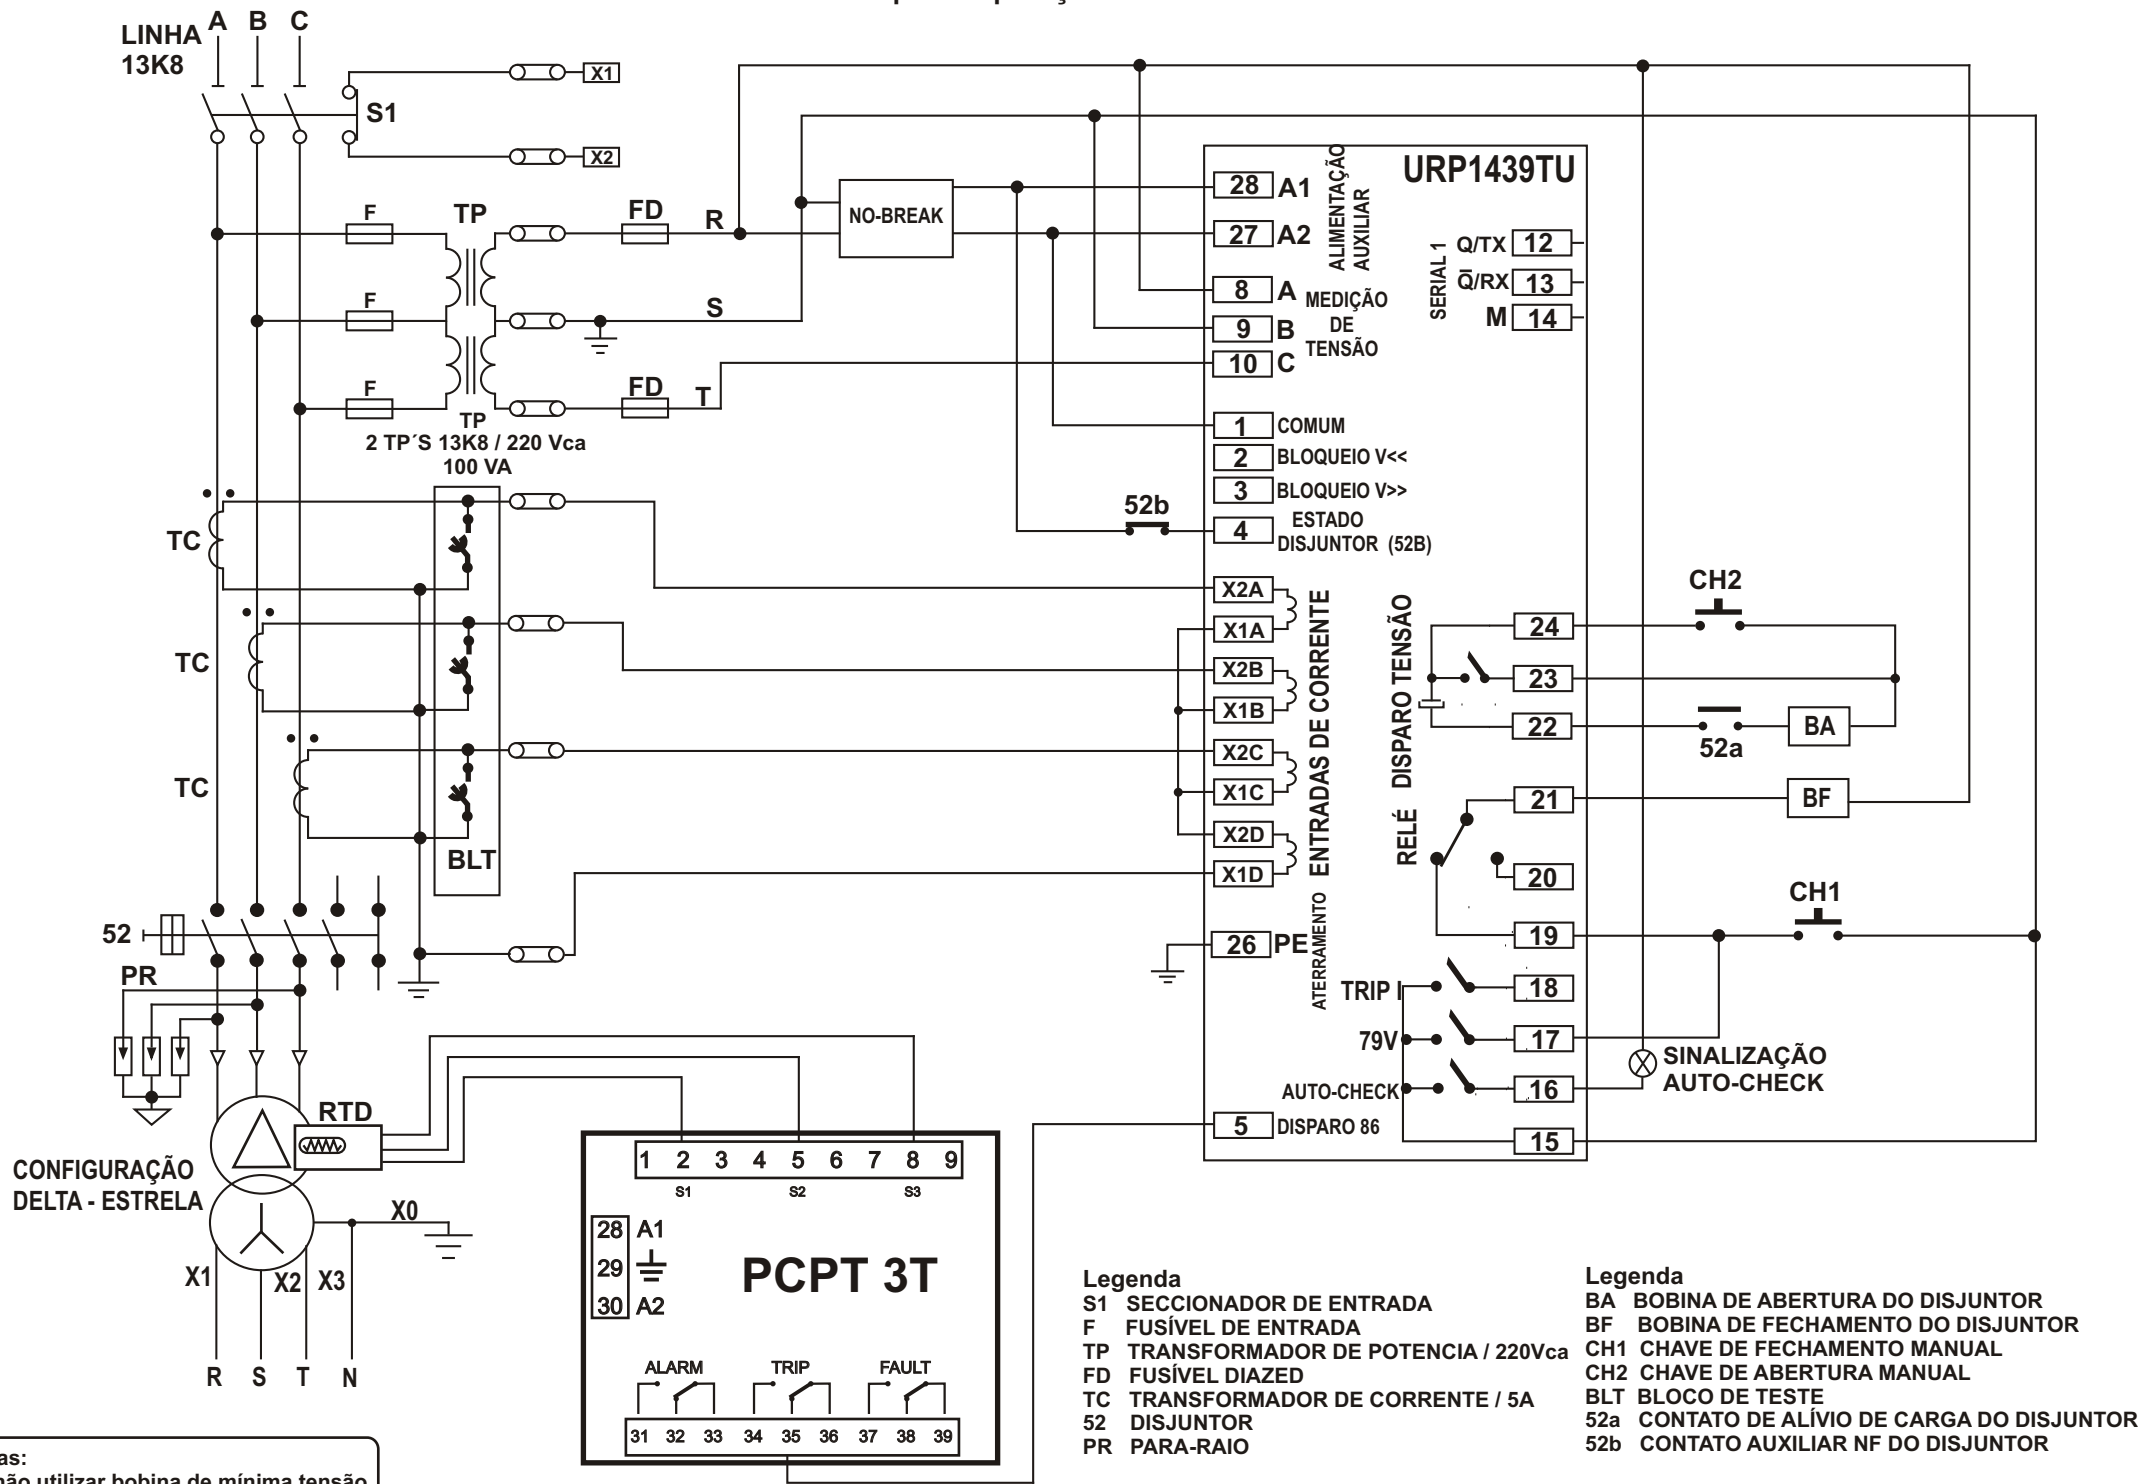 A B C
LINHA
13K8
S1
X1
X2
F
TP
FD
R
NO-BREAK
F
S
F
FD
T
TP
2 TP´S 13K8 / 220 Vca
100 VA
TC
TC
TC
BLT
52
PR
RTD
CONFIGURAÇÃO
DELTA - ESTRELA
X0
X1
X2
X3
R S T N
URP1439TU
28 A1
27 A2
ALIMENTAÇÃO
AUXILIAR
8 A
9 B
10 C
MEDIÇÃO
DE
TENSÃO
SERIAL 1
Q/TX 12
Q̅/RX 13
M 14
1 COMUM
2 BLOQUEIO V<<
3 BLOQUEIO V>>
52b
4 ESTADO
DISJUNTOR (52B)
X2A
X1A
X2B
X1B
X2C
X1C
X2D
X1D
ENTRADAS DE CORRENTE
26 PE
ATERRAMENTO
DISPARO TENSÃO
RELÉ
24
23
22
21
20
19
TRIP I 18
79V 17
AUTO-CHECK 16
5 DISPARO 86
15
CH2
52a
BA
BF
CH1
SINALIZAÇÃO
AUTO-CHECK
1 2 3 4 5 6 7 8 9
S1 S2 S3
28 A1
29
30 A2
PCPT 3T
ALARM TRIP FAULT
31 32 33 34 35 36 37 38 39
Legenda
S1 SECCIONADOR DE ENTRADA
F FUSÍVEL DE ENTRADA
TP TRANSFORMADOR DE POTENCIA / 220Vca
FD FUSÍVEL DIAZED
TC TRANSFORMADOR DE CORRENTE / 5A
52 DISJUNTOR
PR PARA-RAIO
Legenda
BA BOBINA DE ABERTURA DO DISJUNTOR
BF BOBINA DE FECHAMENTO DO DISJUNTOR
CH1 CHAVE DE FECHAMENTO MANUAL
CH2 CHAVE DE ABERTURA MANUAL
BLT BLOCO DE TESTE
52a CONTATO DE ALÍVIO DE CARGA DO DISJUNTOR
52b CONTATO AUXILIAR NF DO DISJUNTOR
as:
não utilizar bobina de mínima tensão